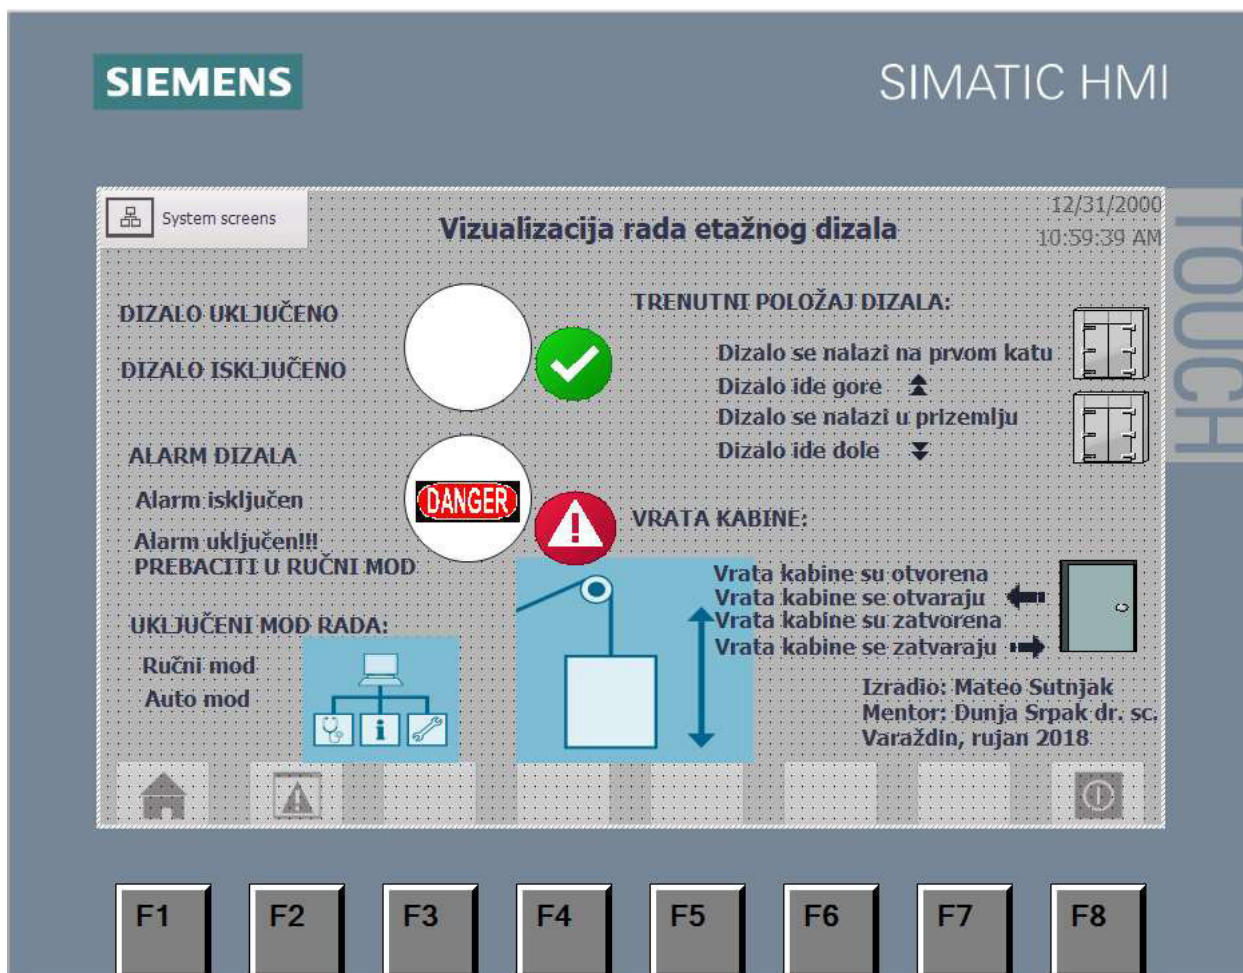 SIEMENS
SIMATIC HMI
TOUCH
System screens
Vizualizacija rada etažnog dizala
12/31/2000
10:59:39 AM
DIZALO UKLJUČENO
DIZALO ISKLJUČENO
ALARM DIZALA
Alarm isključen
Alarm uključen!!!
PREBACITI U RUČNI MOD
DANGER
UKLJUČENI MOD RADA:
Ručni mod
Auto mod
TRENUTNI POLOŽAJ DIZALA:
Dizalo se nalazi na prvom katu
Dizalo ide gore
Dizalo se nalazi u prizemlju
Dizalo ide dole
VRATA KABINE:
Vrata kabine su otvorena
Vrata kabine se otvaraju
Vrata kabine su zatvorena
Vrata kabine se zatvaraju
Izradio: Mateo Sutnjak
Mentor: Dunja Srpak dr. sc.
Varaždin, rujan 2018
F1 F2 F3 F4 F5 F6 F7 F8